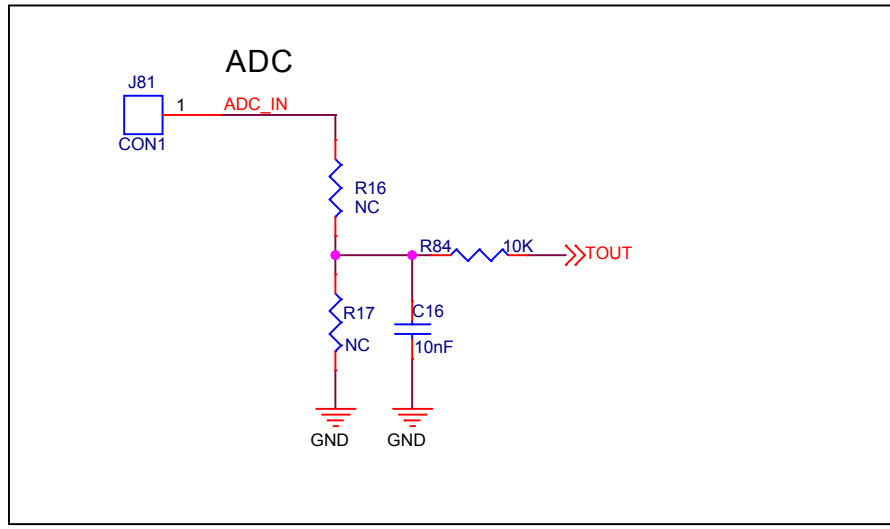 ADC
J81
1
ADC_IN
CON1
R16
NC
R84
10K
TOUT
R17
NC
C16
10nF
GND
GND